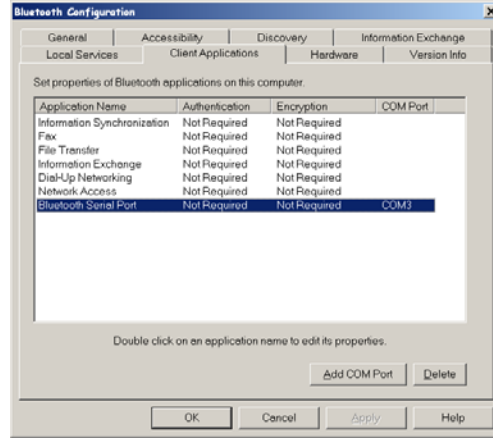 Bluetooth Configuration
General Accessibility Discovery Information Exchange
Local Services Client Applications Hardware Version Info
Set properties of Bluetooth applications on this computer.
Application Name Authentication Encryption COM Port
Information Synchronization Not Required Not Required
Fax Not Required Not Required
File Transfer Not Required Not Required
Information Exchange Not Required Not Required
Dial-Up Networking Not Required Not Required
Network Access Not Required Not Required
Bluetooth Serial Port Not Required Not Required COM3
Double click on an application name to edit its properties.
Add COM Port Delete
OK Cancel Apply Help